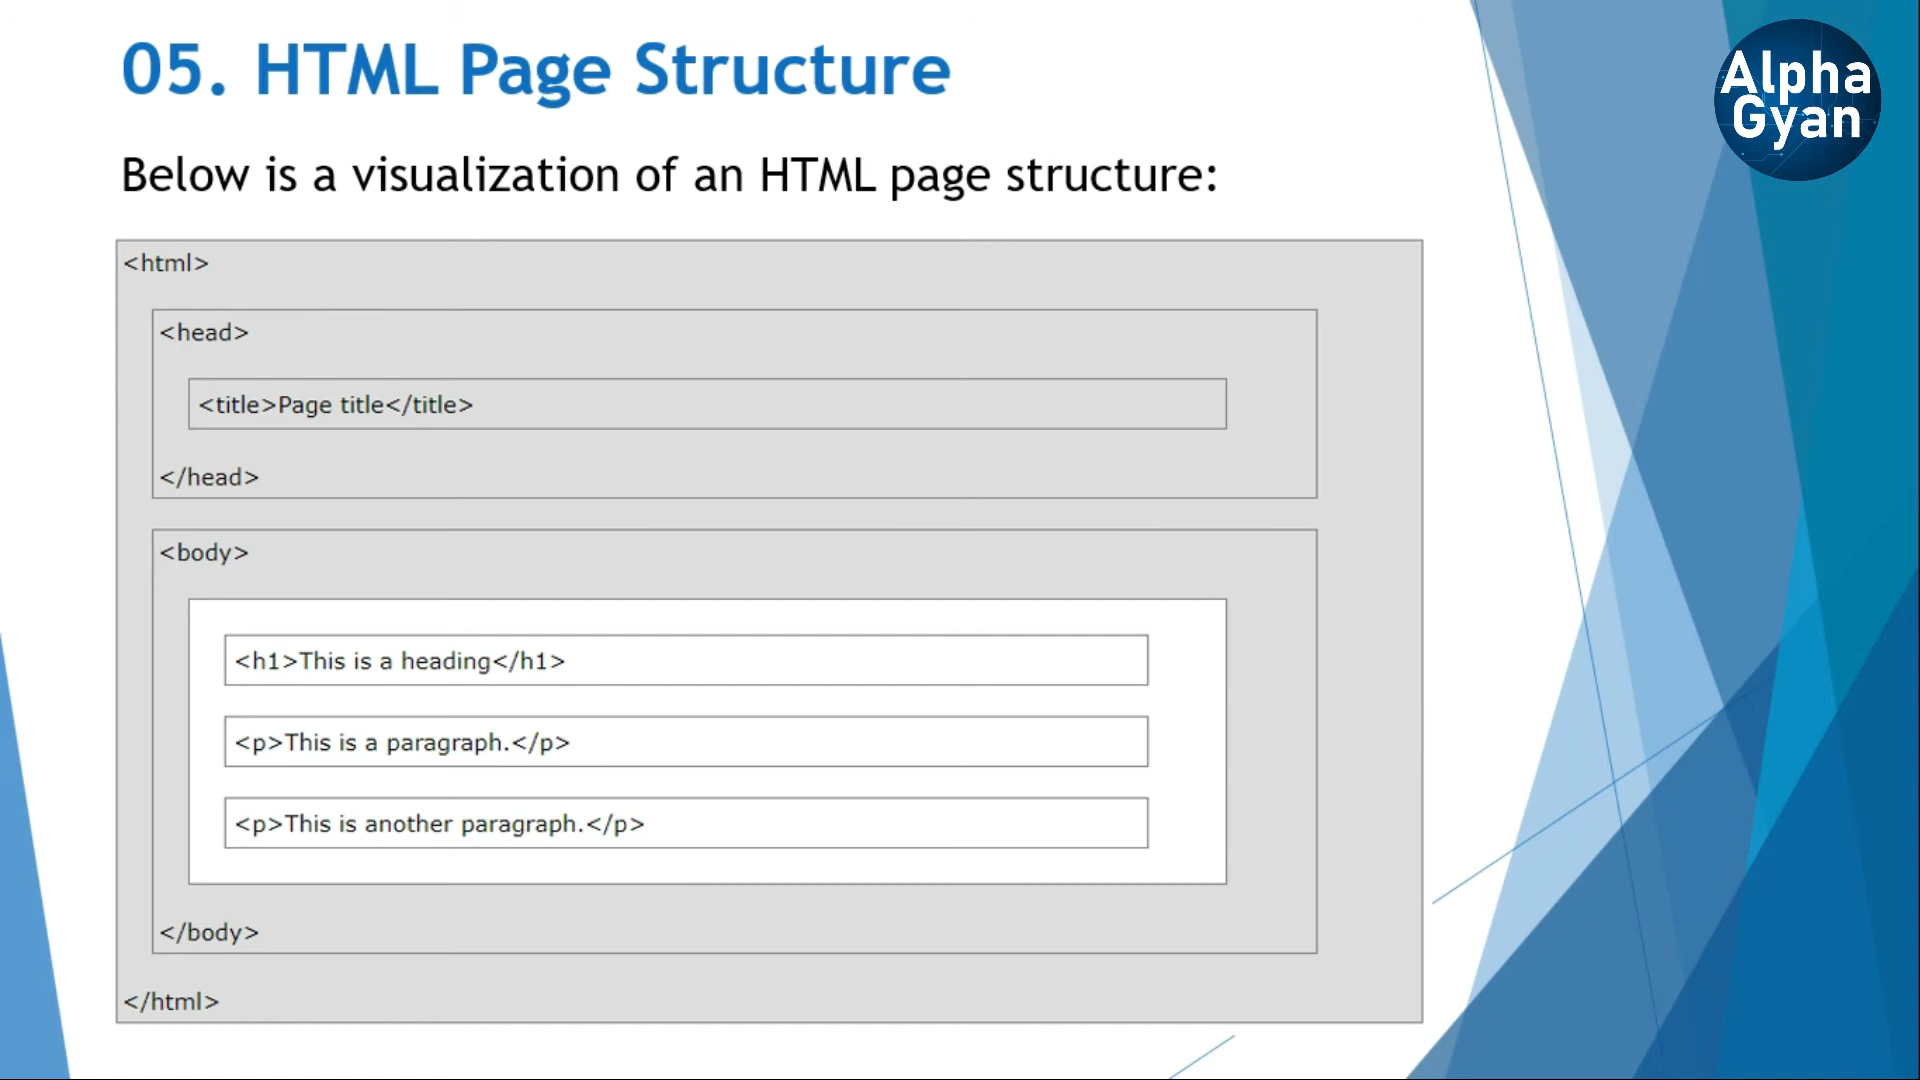 05. HTML Page Structure
Alpha
Gyan
Below is a visualization of an HTML page structure:
<html>
<head>
<title>Page title</title>
</head>
<body>
<h1>This is a heading</h1>
<p>This is a paragraph.</p>
<p>This is another paragraph.</p>
</body>
</html>